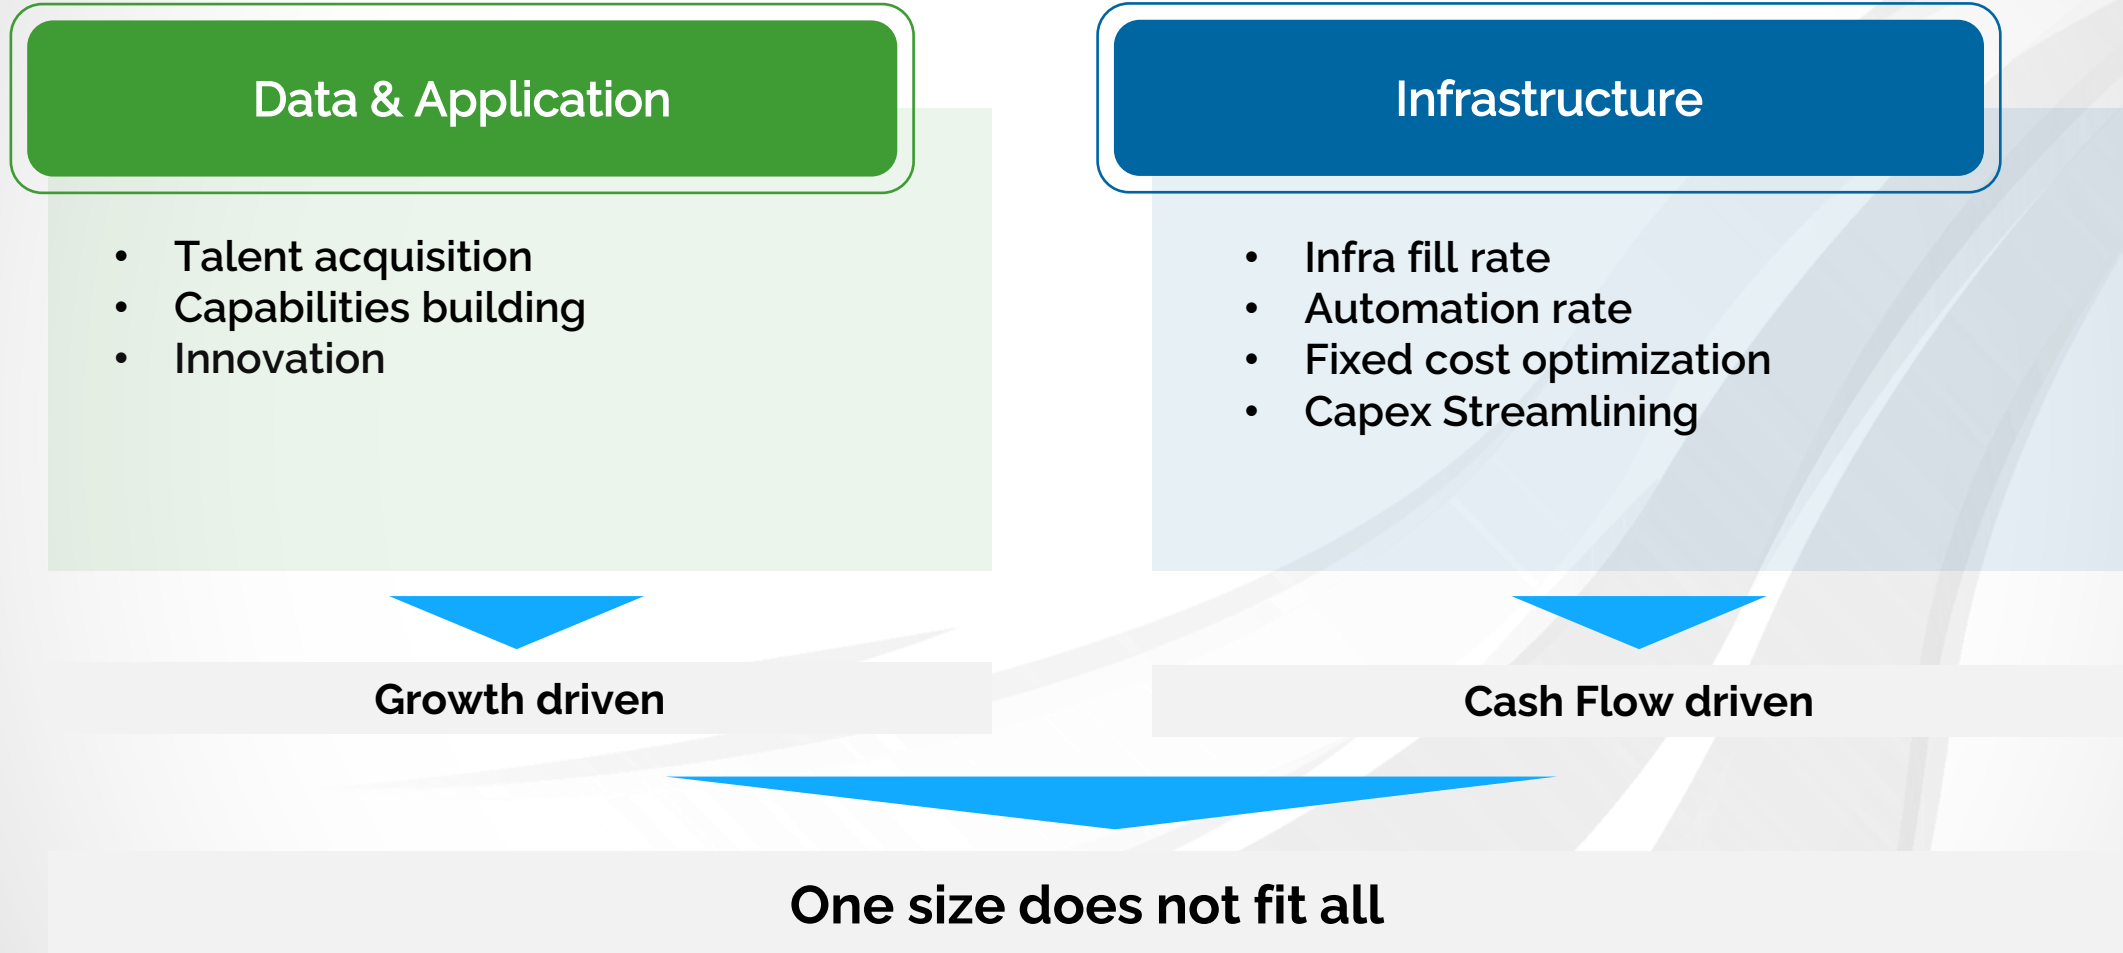 Data & Application
• Talent acquisition
• Capabilities building
• Innovation
Growth driven
Infrastructure
• Infra fill rate
• Automation rate
• Fixed cost optimization
• Capex Streamlining
Cash Flow driven
One size does not fit all